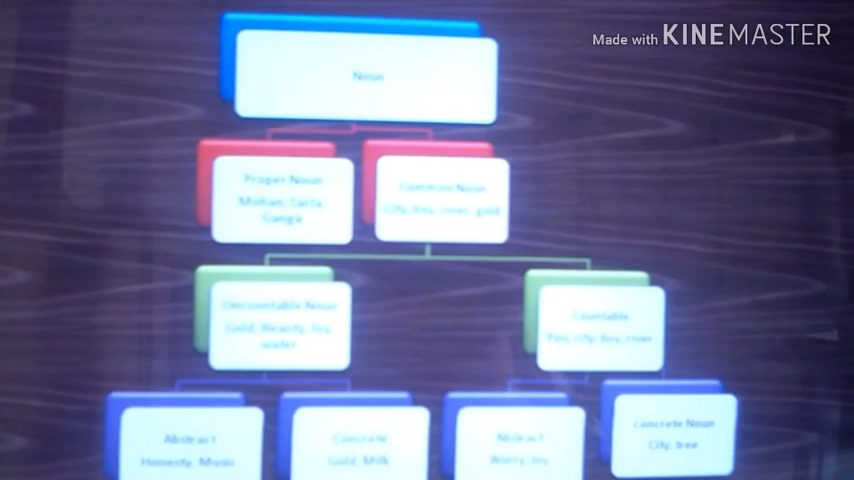 Made with KINEMASTER
Noun
Proper Noun
Mohan, Sarla,
Ganga
Common Noun
City, boy, river, gold
Uncountable Noun
Gold, Beauty, Joy
water
Countable
Pen, city, boy, river
Abstract
Honesty, Music
Concrete
Gold, Milk
Abstract
Worry, Joy
Concrete Noun
City, tree